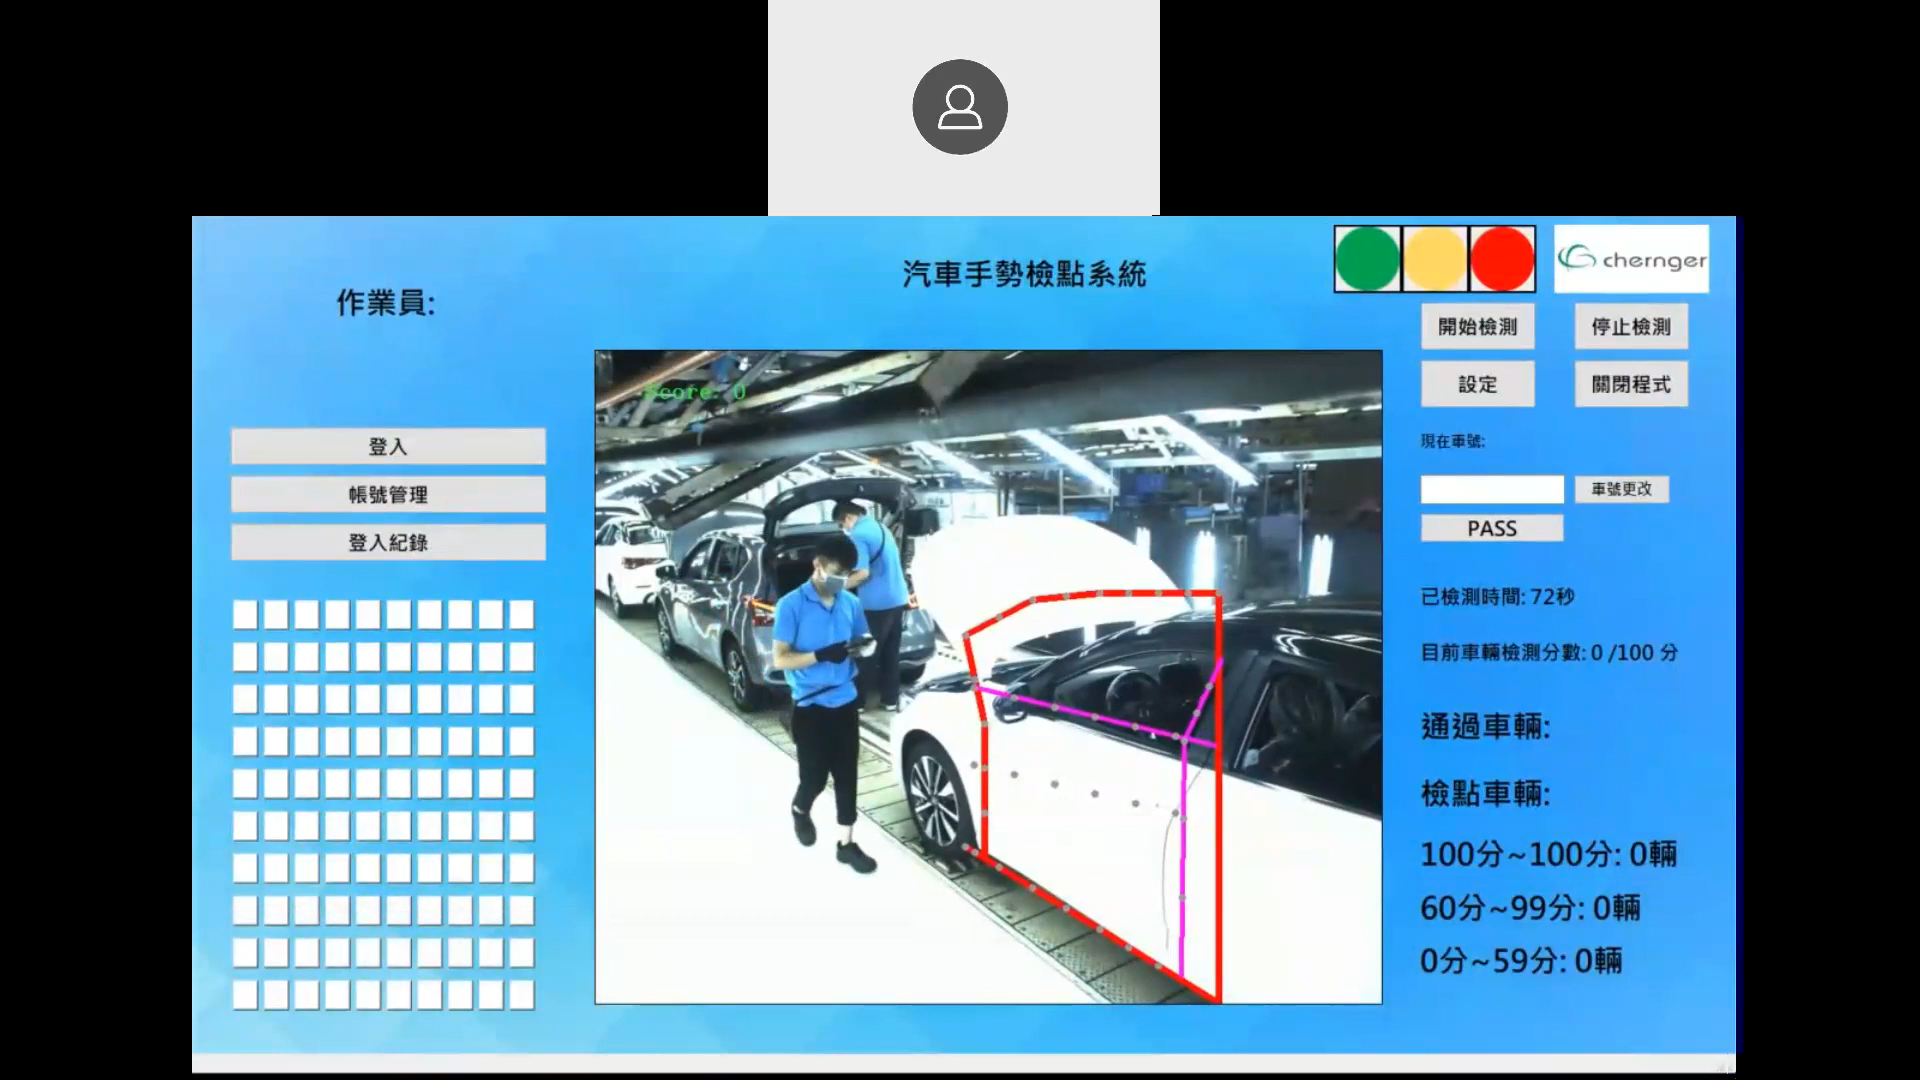 汽車手勢檢點系統
作業員:
chernger
開始檢測
停止檢測
設定
關閉程式
Score: 0
登入
帳號管理
登入紀錄
現在車號:
車號更改
PASS
已檢測時間: 72秒
目前車輛檢測分數: 0 /100 分
通過車輛:
檢點車輛:
100分~100分: 0輛
60分~99分: 0輛
0分~59分: 0輛